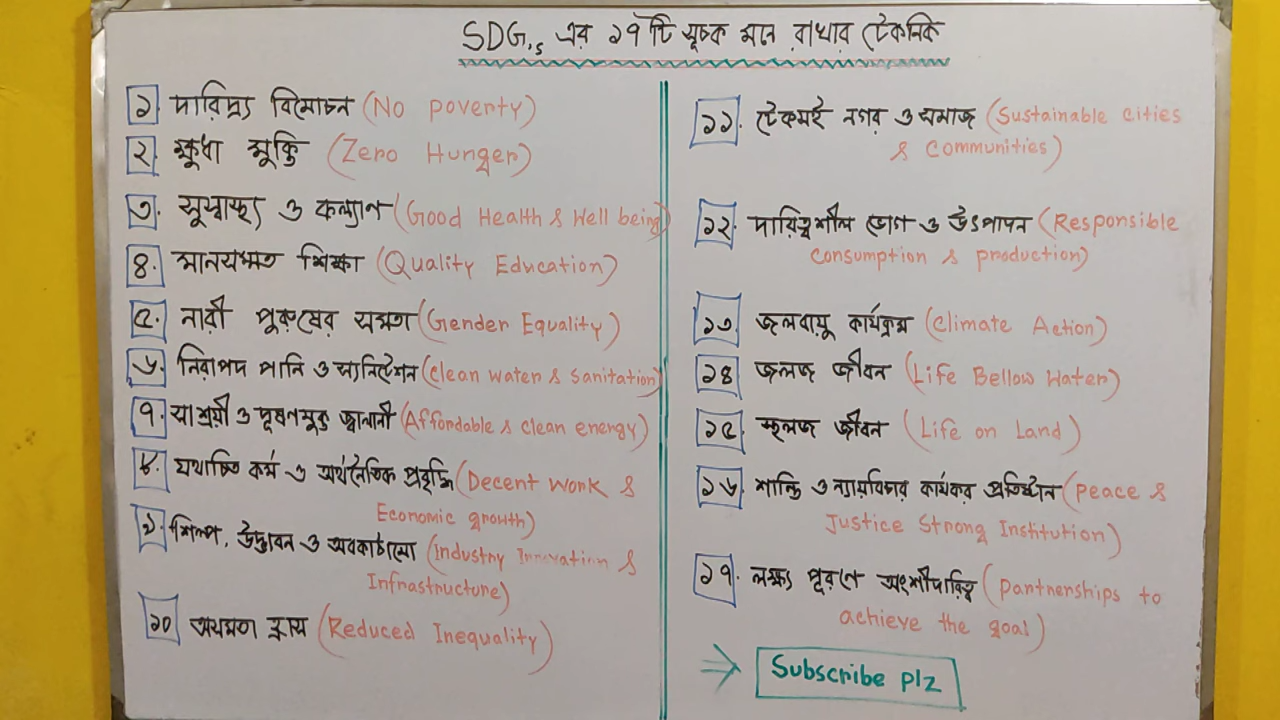 SDG,s এর ১৭ টি সূচক মনে রাখার টেকনিক
১. দারিদ্র্য বিমোচন (No poverty)
২. ক্ষুধা মুক্তি (Zero Hunger)
৩. সুস্বাস্থ্য ও কল্যাণ (Good Health & Well being)
৪. মানসম্মত শিক্ষা (Quality Education)
৫. নারী পুরুষের সমতা (Gender Equality)
৬. নিরাপদ পানি ও স্যানিটেশন (Clean water & Sanitation)
৭. সাশ্রয়ী ও দূষণমুক্ত জ্বালানী (Affordable & clean energy)
৮. যথোচিত কর্ম ও অর্থনৈতিক প্রবৃদ্ধি (Decent work &
Economic growth)
৯. শিল্প, উদ্ভাবন ও অবকাঠামো (Industry Innovation &
Infrastructure)
১০ অসমতা হ্রাস (Reduced Inequality)
১১. টেকসই নগর ও সমাজ (Sustainable cities
& Communities)
১২. দায়িত্বশীল ভোগ ও উৎপাদন (Responsible
Consumption & production)
১৩. জলবায়ু কার্যক্রম (Climate Action)
১৪ জলজ জীবন (Life Bellow Water)
১৫. স্থলজ জীবন (Life on Land)
১৬. শান্তি ও ন্যায়বিচার কার্যকর প্রতিষ্ঠান (Peace &
Justice Strong Institution)
১৭. লক্ষ্য পূরণে অংশীদারিত্ব (partnerships to
achieve the goal)
Subscribe plz